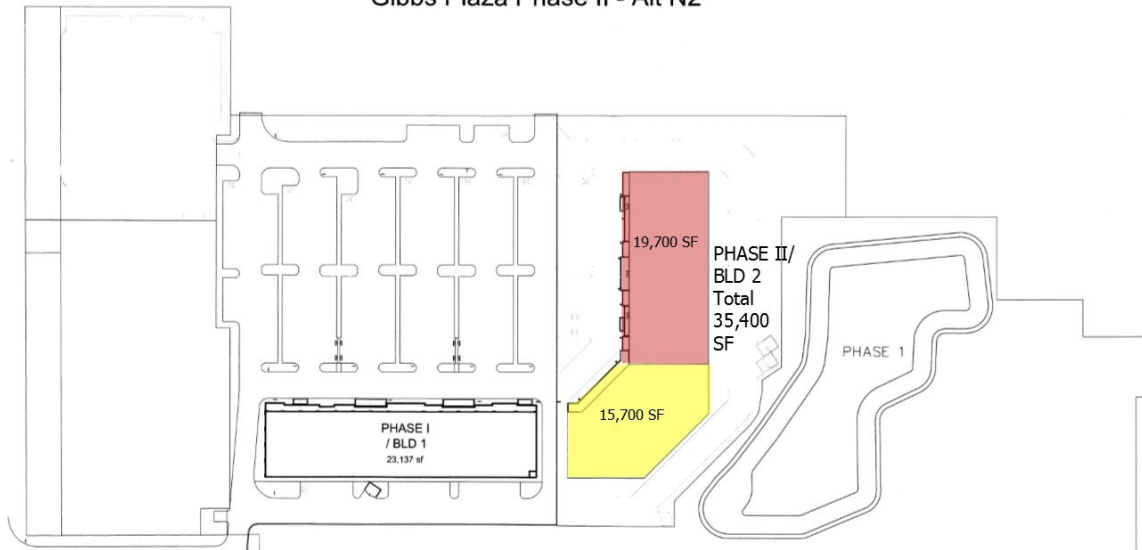 Gibbs Plaza Phase II - Alt N2
19,700 SF
PHASE II/
BLD 2
Total
35,400
SF
PHASE 1
15,700 SF
PHASE I
/ BLD 1
23,137 sf